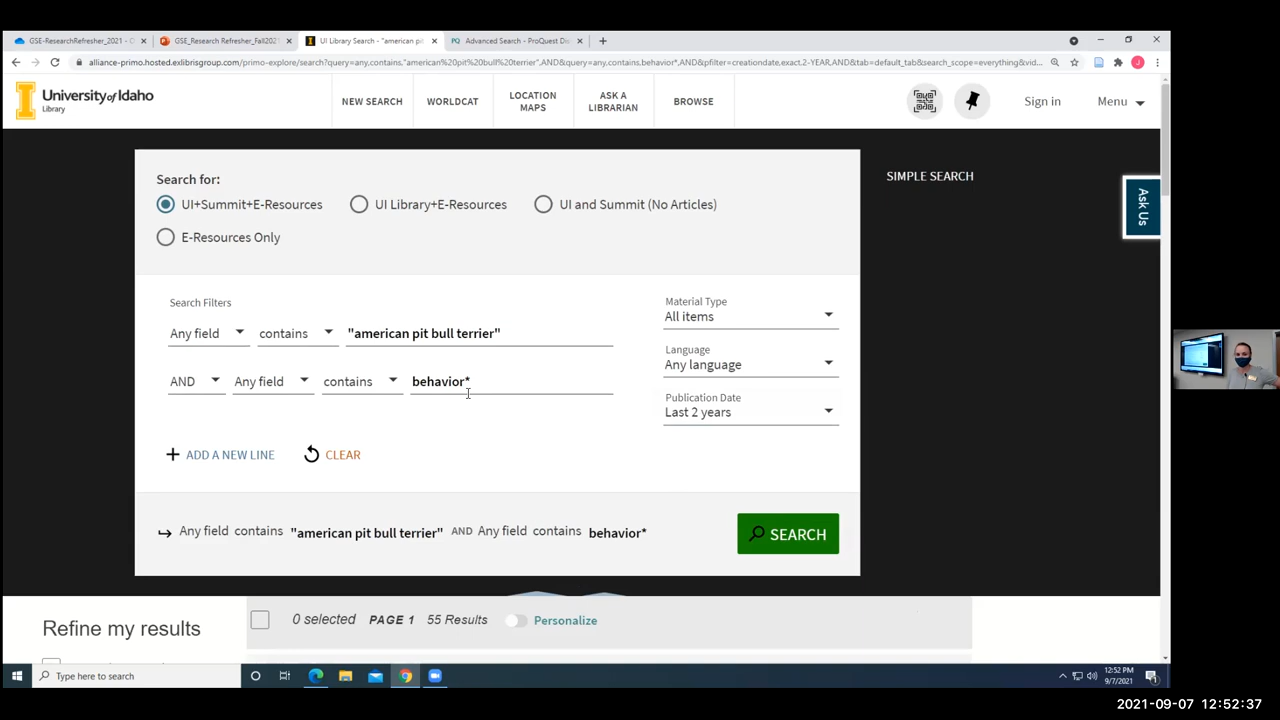 GSE-ResearchRefresher_2021 - O
GSE_Research Refresher_Fall2021
UI Library Search - "american pit
PQ Advanced Search - ProQuest Dis
alliance-primo.hosted.exlibrisgroup.com/primo-explore/search?query=any,contains,"american%20pit%20bull%20terrier",AND&query=any,contains,behavior*,AND&pfilter=creationdate,exact,2-YEAR,AND&tab=default_tab&search_scope=everything&vid...
J
University of Idaho
Library
NEW SEARCH
WORLDCAT
LOCATION MAPS
ASK A LIBRARIAN
BROWSE
Sign in
Menu
Search for:
UI+Summit+E-Resources
UI Library+E-Resources
UI and Summit (No Articles)
E-Resources Only
SIMPLE SEARCH
Ask Us
Search Filters
Any field contains "american pit bull terrier"
AND Any field contains behavior*
Material Type
All items
Language
Any language
Publication Date
Last 2 years
+ ADD A NEW LINE
CLEAR
Any field contains "american pit bull terrier" AND Any field contains behavior*
SEARCH
Refine my results
0 selected PAGE 1 55 Results Personalize
Type here to search
12:52 PM
9/7/2021
2021-09-07 12:52:37